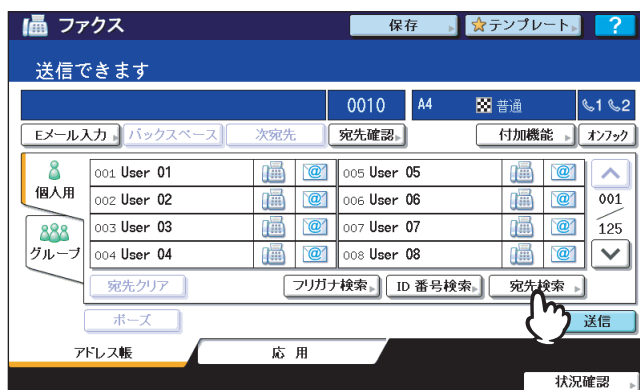 ファクス 保存 テンプレート ?
送信できます
0010 A4 普通 1 2
Eメール入力 バックスペース 次宛先 宛先確認 付加機能 オンフック
個人用
グループ
001 User 01 @ 005 User 05 @
002 User 02 @ 006 User 06 @
003 User 03 @ 007 User 07 @
004 User 04 @ 008 User 08 @
001
125
宛先クリア フリガナ検索 ID 番号検索 宛先検索
ポーズ 送信
アドレス帳 応用
状況確認